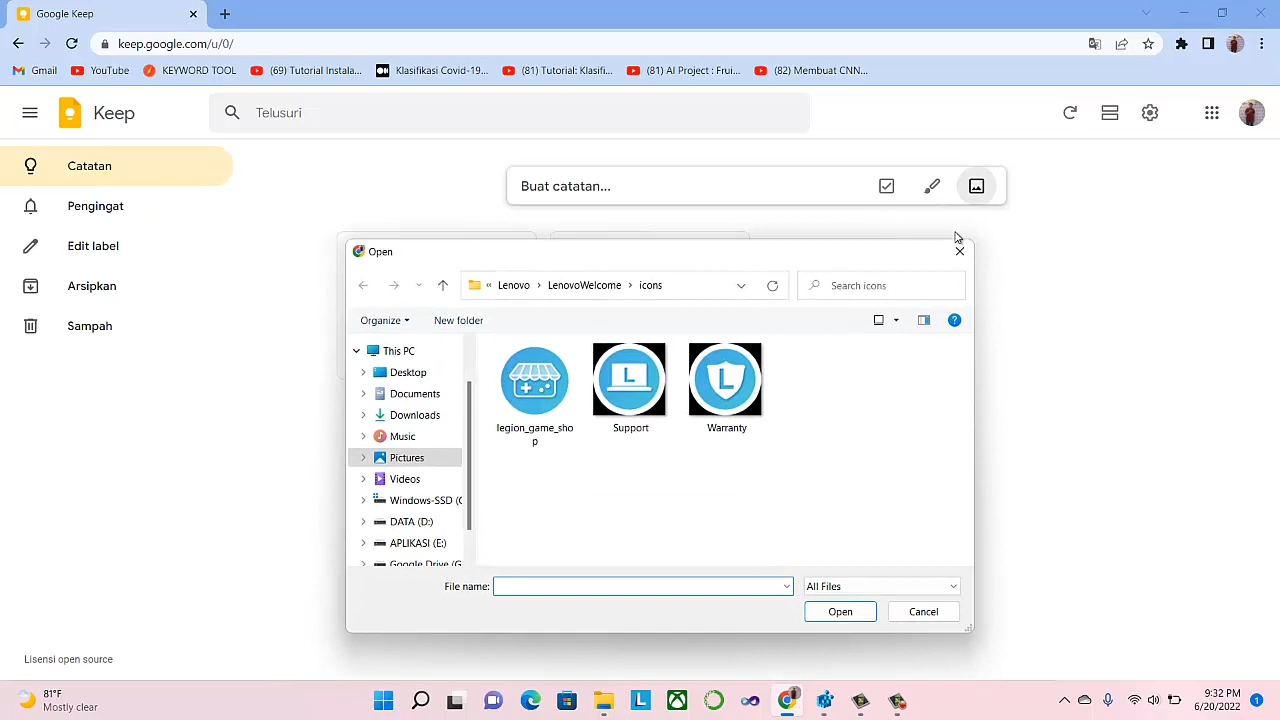 Google Keep
keep.google.com/u/0/
Gmail
YouTube
KEYWORD TOOL
(69) Tutorial Instala...
Klasifikasi Covid-19...
(81) Tutorial: Klasifi...
(81) AI Project : Frui...
(82) Membuat CNN...
Keep
Telusuri
Catatan
Buat catatan...
Pengingat
Edit label
Arsipkan
Sampah
Open
« Lenovo > LenovoWelcome > icons
Search icons
Organize
New folder
This PC
Desktop
Documents
Downloads
Music
Pictures
Videos
Windows-SSD (C
DATA (D:)
APLIKASI (E:)
Google Drive (G
L
L
legion_game_sho
p
Support
Warranty
File name:
All Files
Open
Cancel
Lisensi open source
81°F
Mostly clear
L
9:32 PM
6/20/2022
1